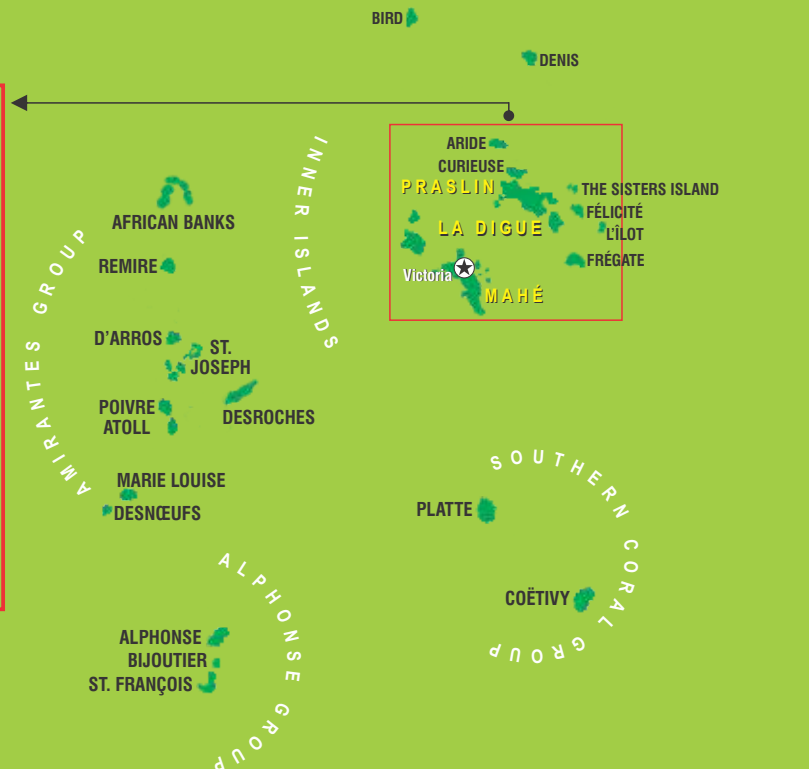 BIRD
DENIS
INNER ISLANDS
ARIDE
CURIEUSE
PRASLIN
THE SISTERS ISLAND
FÉLICITÉ
LA DIGUE
L'ÎLOT
FRÉGATE
Victoria
MAHÉ
AMIRANTES GROUP
AFRICAN BANKS
REMIRE
D'ARROS
ST.
JOSEPH
POIVRE
ATOLL
DESROCHES
MARIE LOUISE
DESNŒUFS
SOUTHERN CORAL GROUP
PLATTE
COËTIVY
ALPHONSE GROUP
ALPHONSE
BIJOUTIER
ST. FRANÇOIS